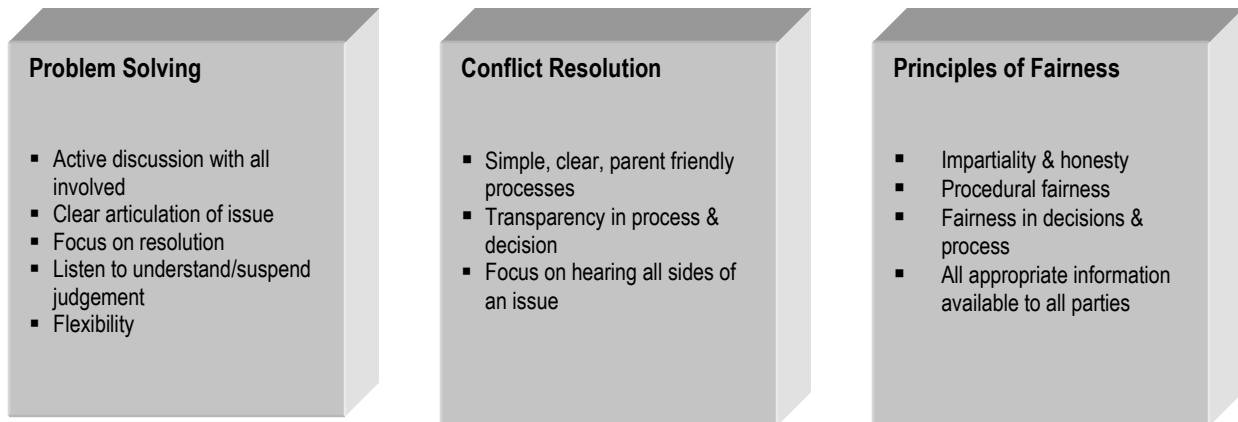 Problem Solving
▪ Active discussion with all
involved
▪ Clear articulation of issue
▪ Focus on resolution
▪ Listen to understand/suspend
judgement
▪ Flexibility
Conflict Resolution
▪ Simple, clear, parent friendly
processes
▪ Transparency in process &
decision
▪ Focus on hearing all sides of
an issue
Principles of Fairness
▪ Impartiality & honesty
▪ Procedural fairness
▪ Fairness in decisions &
process
▪ All appropriate information
available to all parties